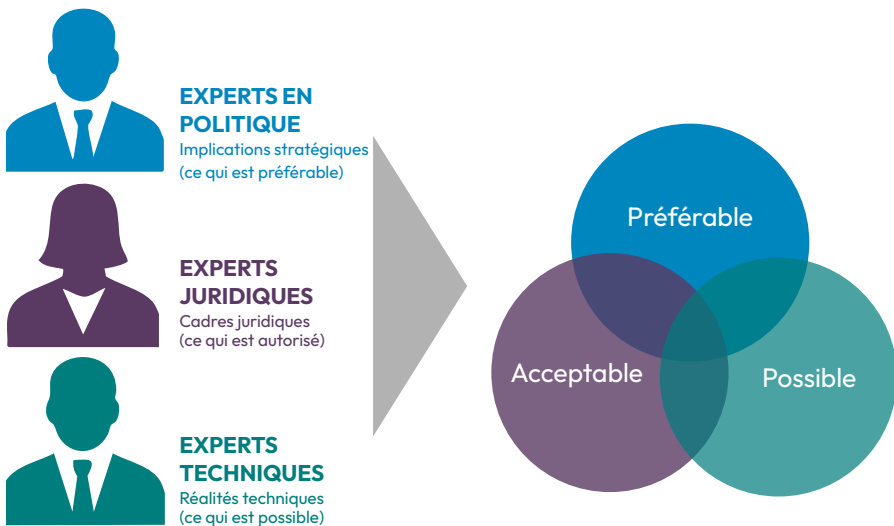 EXPERTS EN
POLITIQUE
Implications stratégiques
(ce qui est préférable)
EXPERTS
JURIDIQUES
Cadres juridiques
(ce qui est autorisé)
EXPERTS
TECHNIQUES
Réalités techniques
(ce qui est possible)
Préférable
Acceptable
Possible